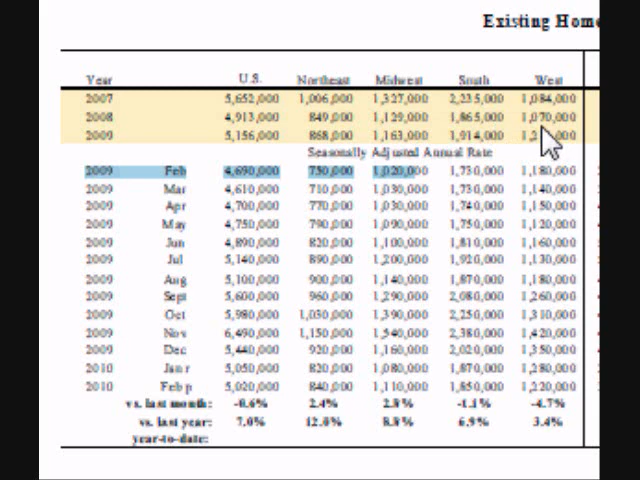 Existing Home
Year U.S. Northeast Midwest South West
2007 5,652,000 1,006,000 1,327,000 2,235,000 1,084,000
2008 4,913,000 849,000 1,129,000 1,865,000 1,070,000
2009 5,156,000 868,000 1,163,000 1,914,000
Seasonally Adjusted Annual Rate
2009 Feb 4,690,000 750,000 1,020,000 1,730,000 1,180,000
2009 Mar 4,610,000 710,000 1,030,000 1,730,000 1,140,000
2009 Apr 4,700,000 770,000 1,030,000 1,740,000 1,150,000
2009 May 4,750,000 790,000 1,090,000 1,750,000 1,120,000
2009 Jun 4,890,000 820,000 1,100,000 1,810,000 1,160,000
2009 Jul 5,140,000 890,000 1,200,000 1,920,000 1,130,000
2009 Aug 5,100,000 900,000 1,140,000 1,870,000 1,180,000
2009 Sept 5,600,000 960,000 1,290,000 2,080,000 1,260,000
2009 Oct 5,980,000 1,030,000 1,390,000 2,250,000 1,310,000
2009 Nov 6,490,000 1,150,000 1,540,000 2,380,000 1,420,000
2009 Dec 5,440,000 920,000 1,160,000 2,020,000 1,350,000
2010 Jan r 5,050,000 820,000 1,080,000 1,870,000 1,280,000
2010 Feb p 5,020,000 840,000 1,110,000 1,850,000 1,220,000
vs. last month: -0.6% 2.4% 2.8% -1.1% -4.7%
vs. last year: 7.0% 12.0% 8.8% 6.9% 3.4%
year-to-date: